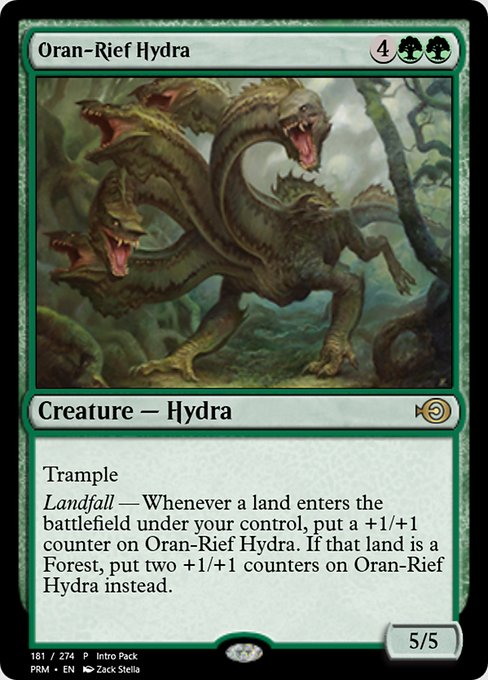 Oran-Rief Hydra 4
Creature — Hydra
Trample
Landfall — Whenever a land enters the
battlefield under your control, put a +1/+1
counter on Oran-Rief Hydra. If that land is a
Forest, put two +1/+1 counters on Oran-Rief
Hydra instead.
5/5
181 / 274 P Intro Pack
PRM • EN Zack Stella